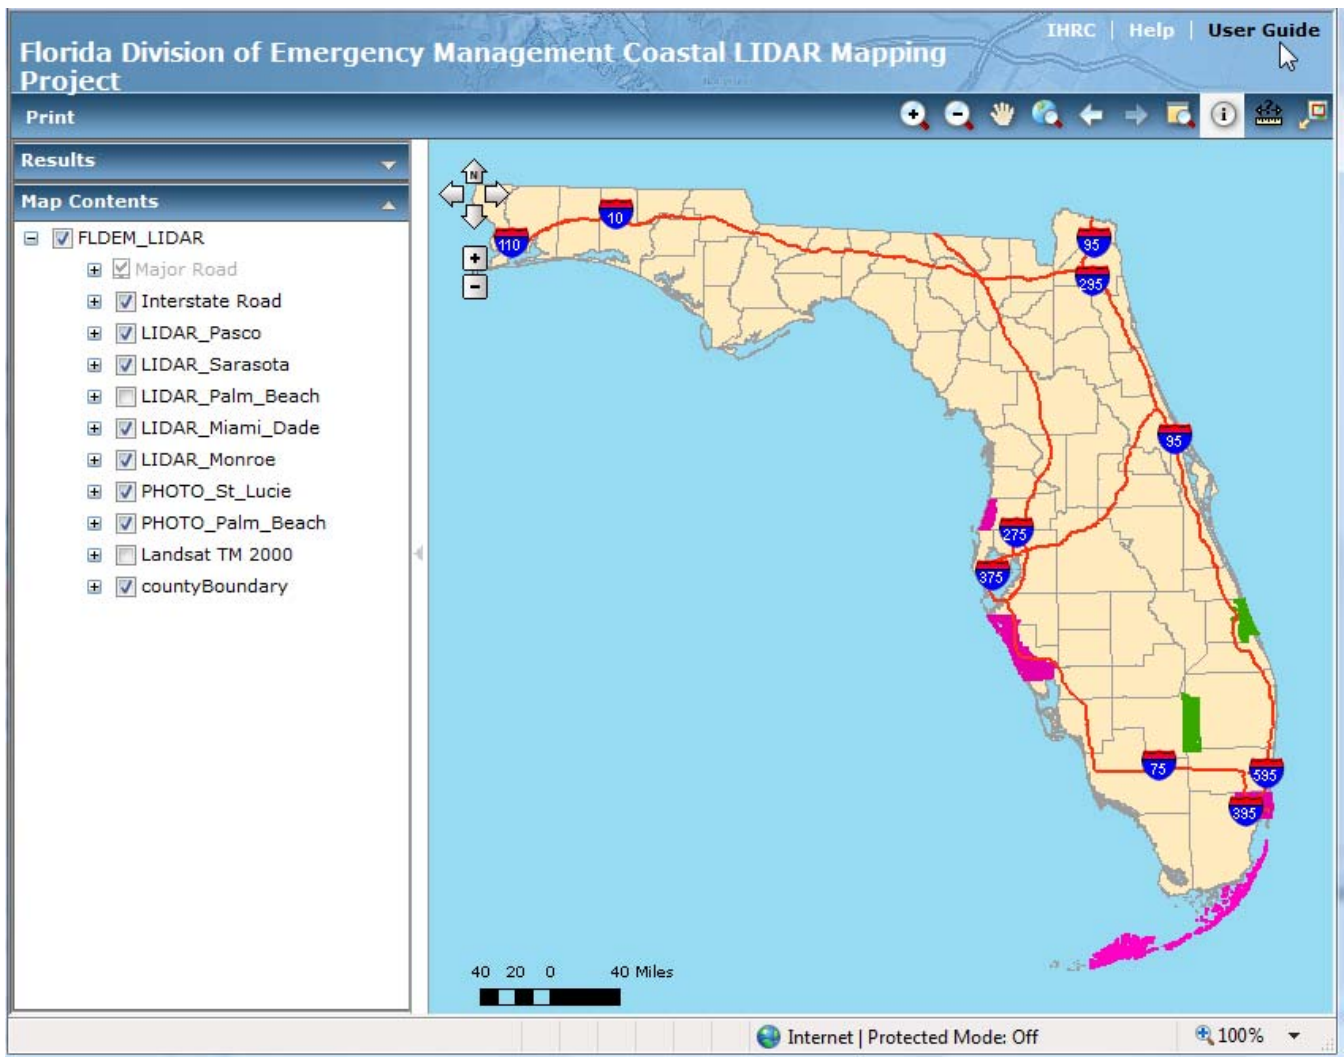 IHRC | Help | User Guide
Florida Division of Emergency Management Coastal LIDAR Mapping
Project
Print
Results
Map Contents
FLDEM_LIDAR
Major Road
Interstate Road
LIDAR_Pasco
LIDAR_Sarasota
LIDAR_Palm_Beach
LIDAR_Miami_Dade
LIDAR_Monroe
PHOTO_St_Lucie
PHOTO_Palm_Beach
Landsat TM 2000
countyBoundary
N
10
110
95
295
95
275
375
75
595
395
40 20 0 40 Miles
Internet | Protected Mode: Off
100%